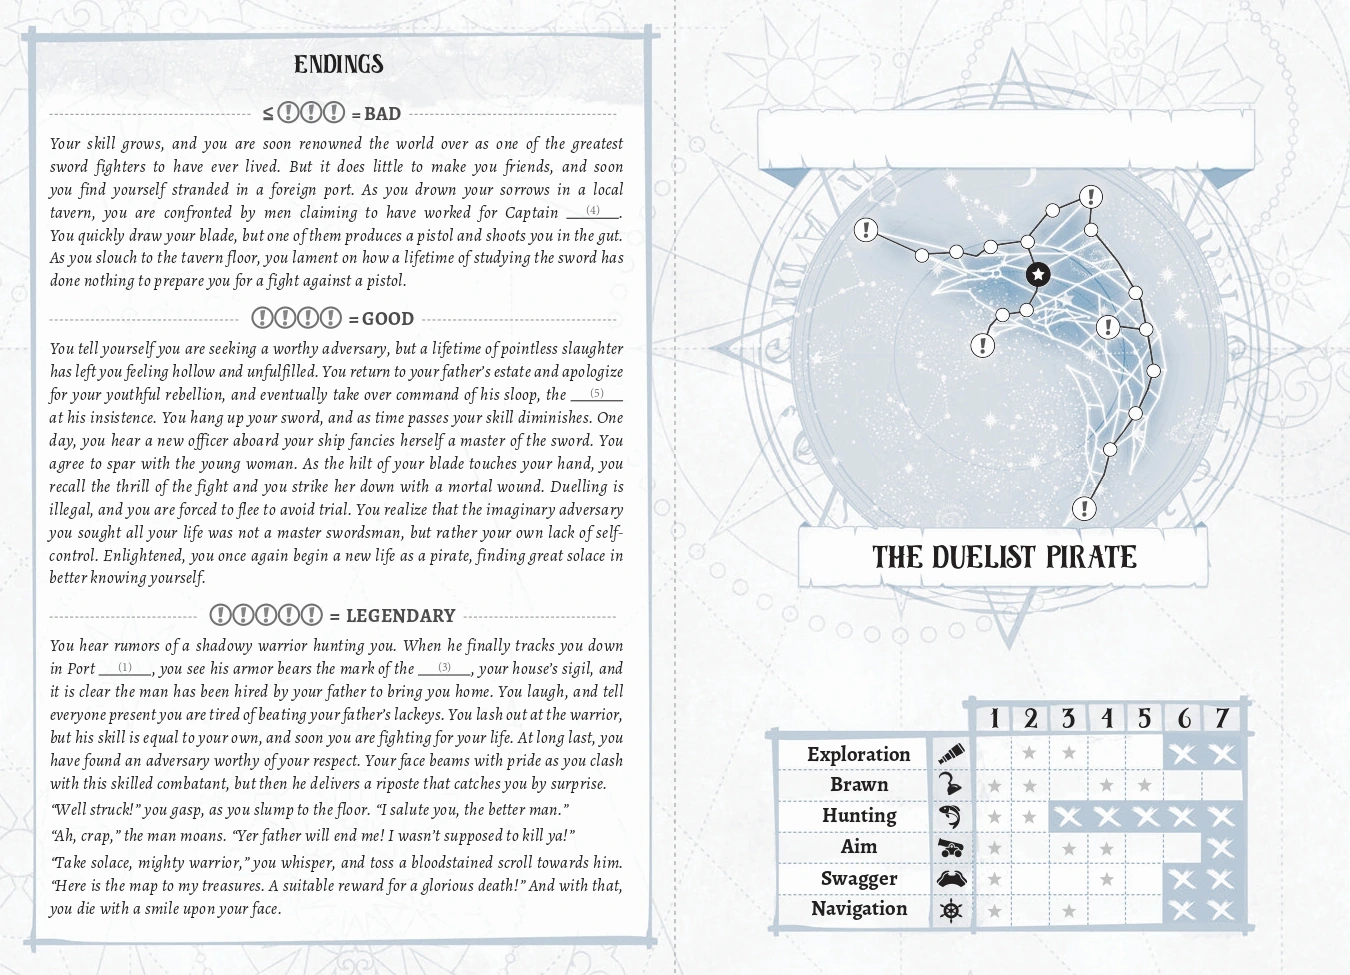 ENDINGS
≤ ! ! ! = BAD
Your skill grows, and you are soon renowned the world over as one of the greatest
sword fighters to have ever lived. But it does little to make you friends, and soon
you find yourself stranded in a foreign port. As you drown your sorrows in a local
tavern, you are confronted by men claiming to have worked for Captain ___(4)___.
You quickly draw your blade, but one of them produces a pistol and shoots you in the gut.
As you slouch to the tavern floor, you lament on how a lifetime of studying the sword has
done nothing to prepare you for a fight against a pistol.
! ! ! ! = GOOD
You tell yourself you are seeking a worthy adversary, but a lifetime of pointless slaughter
has left you feeling hollow and unfulfilled. You return to your father's estate and apologize
for your youthful rebellion, and eventually take over command of his sloop, the ___(5)___
at his insistence. You hang up your sword, and as time passes your skill diminishes. One
day, you hear a new officer aboard your ship fancies herself a master of the sword. You
agree to spar with the young woman. As the hilt of your blade touches your hand, you
recall the thrill of the fight and you strike her down with a mortal wound. Duelling is
illegal, and you are forced to flee to avoid trial. You realize that the imaginary adversary
you sought all your life was not a master swordsman, but rather your own lack of self-
control. Enlightened, you once again begin a new life as a pirate, finding great solace in
better knowing yourself.
! ! ! ! ! = LEGENDARY
You hear rumors of a shadowy warrior hunting you. When he finally tracks you down
in Port ___(1)___, you see his armor bears the mark of the ___(3)___, your house's sigil, and
it is clear the man has been hired by your father to bring you home. You laugh, and tell
everyone present you are tired of beating your father's lackeys. You lash out at the warrior,
but his skill is equal to your own, and soon you are fighting for your life. At long last, you
have found an adversary worthy of your respect. Your face beams with pride as you clash
with this skilled combatant, but then he delivers a riposte that catches you by surprise.
“Well struck!” you gasp, as you slump to the floor. “I salute you, the better man.”
“Ah, crap,” the man moans. “Yer father will end me! I wasn't supposed to kill ya!”
“Take solace, mighty warrior,” you whisper, and toss a bloodstained scroll towards him.
“Here is the map to my treasures. A suitable reward for a glorious death!” And with that,
you die with a smile upon your face.
THE DUELIST PIRATE
1 2 3 4 5 6 7
Exploration
Brawn
Hunting
Aim
Swagger
Navigation